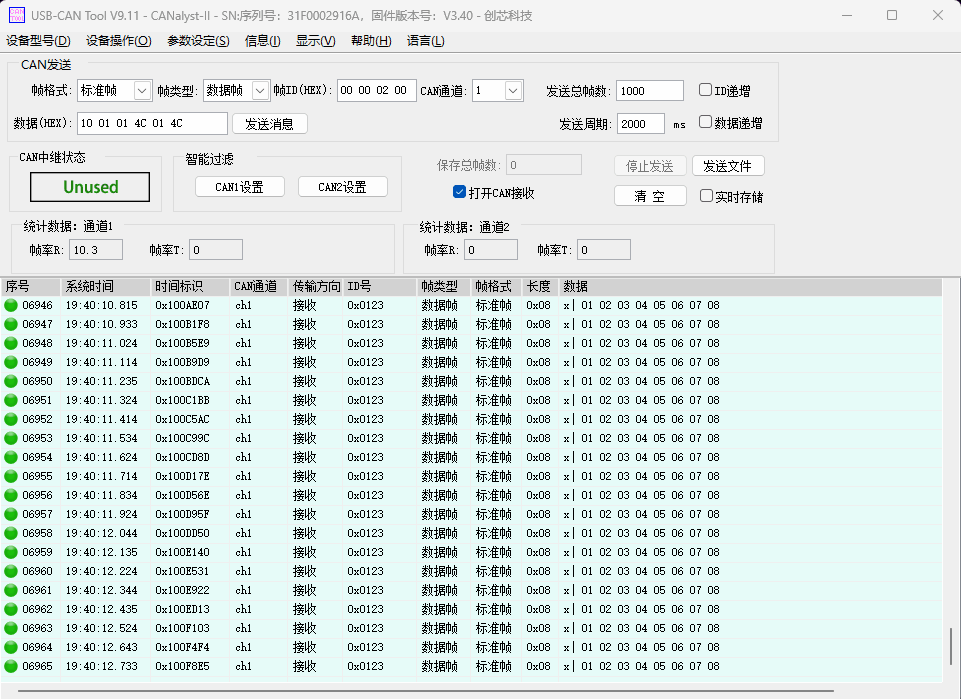 USB-CAN Tool V9.11 - CANalyst-II - SN:序列号：31F0002916A，固件版本号：V3.40 - 创芯科技
设备型号(D) 设备操作(O) 参数设定(S) 信息(I) 显示(V) 帮助(H) 语言(L)
CAN发送
帧格式: 标准帧 帧类型: 数据帧 帧ID(HEX): 00 00 02 00 CAN通道: 1 发送总帧数: 1000 ID递增
数据(HEX): 10 01 01 4C 01 4C 发送消息 发送周期: 2000 ms 数据递增
CAN中继状态 智能过滤 保存总帧数: 0 停止发送 发送文件
Unused CAN1设置 CAN2设置 打开CAN接收 清 空 实时存储
统计数据: 通道1 统计数据: 通道2
帧率R: 10.3 帧率T: 0 帧率R: 0 帧率T: 0
序号 系统时间 时间标识 CAN通道 传输方向 ID号 帧类型 帧格式 长度 数据
06946 19:40:10.815 0x100AE07 ch1 接收 0x0123 数据帧 标准帧 0x08 x| 01 02 03 04 05 06 07 08
06947 19:40:10.933 0x100B1F8 ch1 接收 0x0123 数据帧 标准帧 0x08 x| 01 02 03 04 05 06 07 08
06948 19:40:11.024 0x100B5E9 ch1 接收 0x0123 数据帧 标准帧 0x08 x| 01 02 03 04 05 06 07 08
06949 19:40:11.114 0x100B9D9 ch1 接收 0x0123 数据帧 标准帧 0x08 x| 01 02 03 04 05 06 07 08
06950 19:40:11.235 0x100BDCA ch1 接收 0x0123 数据帧 标准帧 0x08 x| 01 02 03 04 05 06 07 08
06951 19:40:11.324 0x100C1BB ch1 接收 0x0123 数据帧 标准帧 0x08 x| 01 02 03 04 05 06 07 08
06952 19:40:11.414 0x100C5AC ch1 接收 0x0123 数据帧 标准帧 0x08 x| 01 02 03 04 05 06 07 08
06953 19:40:11.534 0x100C99C ch1 接收 0x0123 数据帧 标准帧 0x08 x| 01 02 03 04 05 06 07 08
06954 19:40:11.624 0x100CD8D ch1 接收 0x0123 数据帧 标准帧 0x08 x| 01 02 03 04 05 06 07 08
06955 19:40:11.714 0x100D17E ch1 接收 0x0123 数据帧 标准帧 0x08 x| 01 02 03 04 05 06 07 08
06956 19:40:11.834 0x100D56E ch1 接收 0x0123 数据帧 标准帧 0x08 x| 01 02 03 04 05 06 07 08
06957 19:40:11.924 0x100D95F ch1 接收 0x0123 数据帧 标准帧 0x08 x| 01 02 03 04 05 06 07 08
06958 19:40:12.044 0x100DD50 ch1 接收 0x0123 数据帧 标准帧 0x08 x| 01 02 03 04 05 06 07 08
06959 19:40:12.135 0x100E140 ch1 接收 0x0123 数据帧 标准帧 0x08 x| 01 02 03 04 05 06 07 08
06960 19:40:12.224 0x100E531 ch1 接收 0x0123 数据帧 标准帧 0x08 x| 01 02 03 04 05 06 07 08
06961 19:40:12.344 0x100E922 ch1 接收 0x0123 数据帧 标准帧 0x08 x| 01 02 03 04 05 06 07 08
06962 19:40:12.435 0x100ED13 ch1 接收 0x0123 数据帧 标准帧 0x08 x| 01 02 03 04 05 06 07 08
06963 19:40:12.524 0x100F103 ch1 接收 0x0123 数据帧 标准帧 0x08 x| 01 02 03 04 05 06 07 08
06964 19:40:12.643 0x100F4F4 ch1 接收 0x0123 数据帧 标准帧 0x08 x| 01 02 03 04 05 06 07 08
06965 19:40:12.733 0x100F8E5 ch1 接收 0x0123 数据帧 标准帧 0x08 x| 01 02 03 04 05 06 07 08